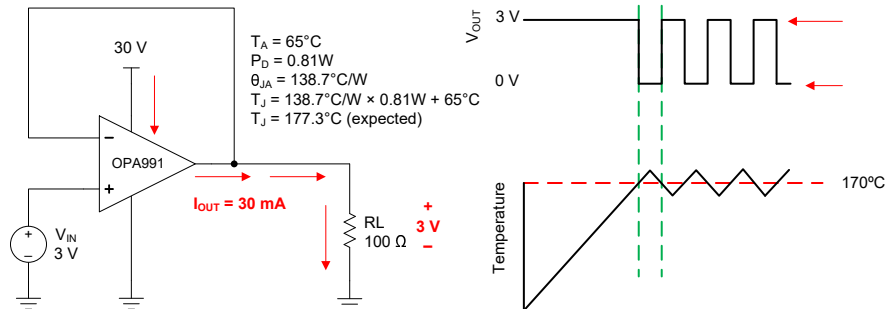 30 V
T_A = 65°C
P_D = 0.81W
θ_JA = 138.7°C/W
T_J = 138.7°C/W × 0.81W + 65°C
T_J = 177.3°C (expected)
−
OPA991
+
I_OUT = 30 mA
+
−
V_IN
3 V
RL
100 Ω
+
3 V
−
V_OUT
3 V
0 V
Temperature
170ºC